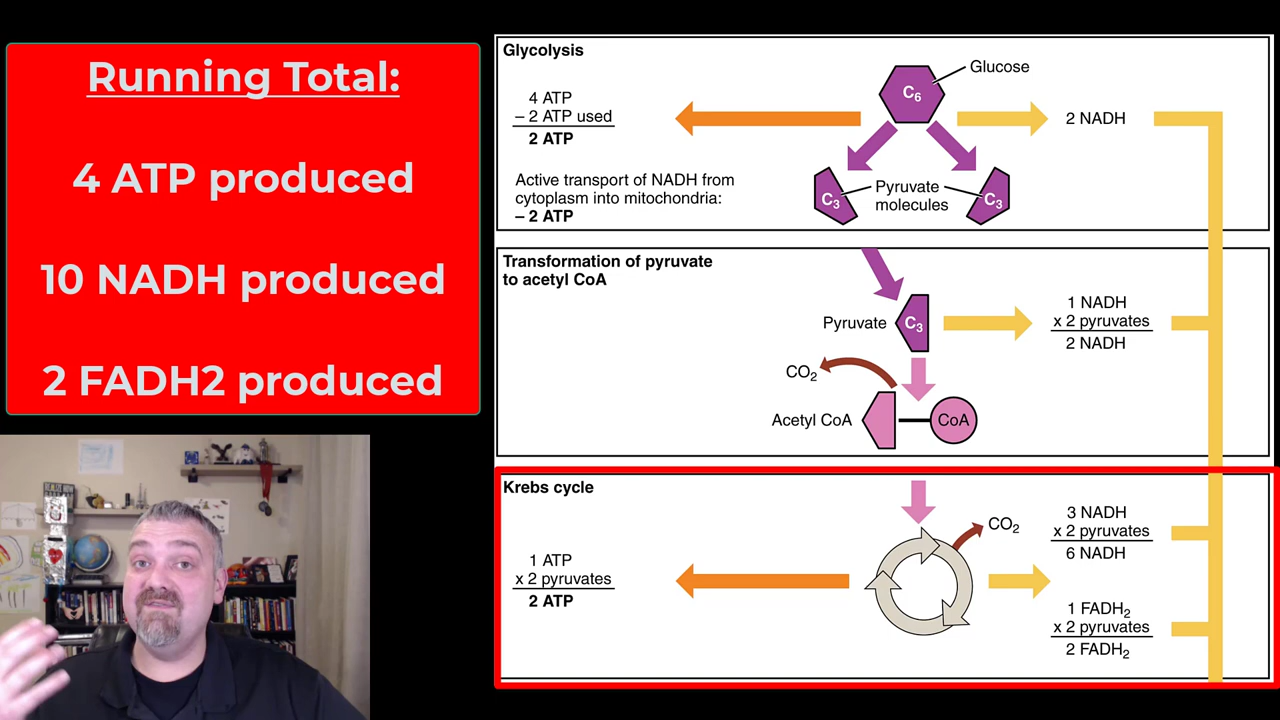 Running Total:
4 ATP produced
10 NADH produced
2 FADH2 produced
Glycolysis
Glucose
C6
4 ATP
– 2 ATP used
2 ATP
2 NADH
Active transport of NADH from
cytoplasm into mitochondria:
– 2 ATP
C3
Pyruvate
molecules
C3
Transformation of pyruvate
to acetyl CoA
Pyruvate
C3
1 NADH
x 2 pyruvates
2 NADH
CO2
Acetyl CoA
CoA
Krebs cycle
CO2
1 ATP
x 2 pyruvates
2 ATP
3 NADH
x 2 pyruvates
6 NADH
1 FADH2
x 2 pyruvates
2 FADH2